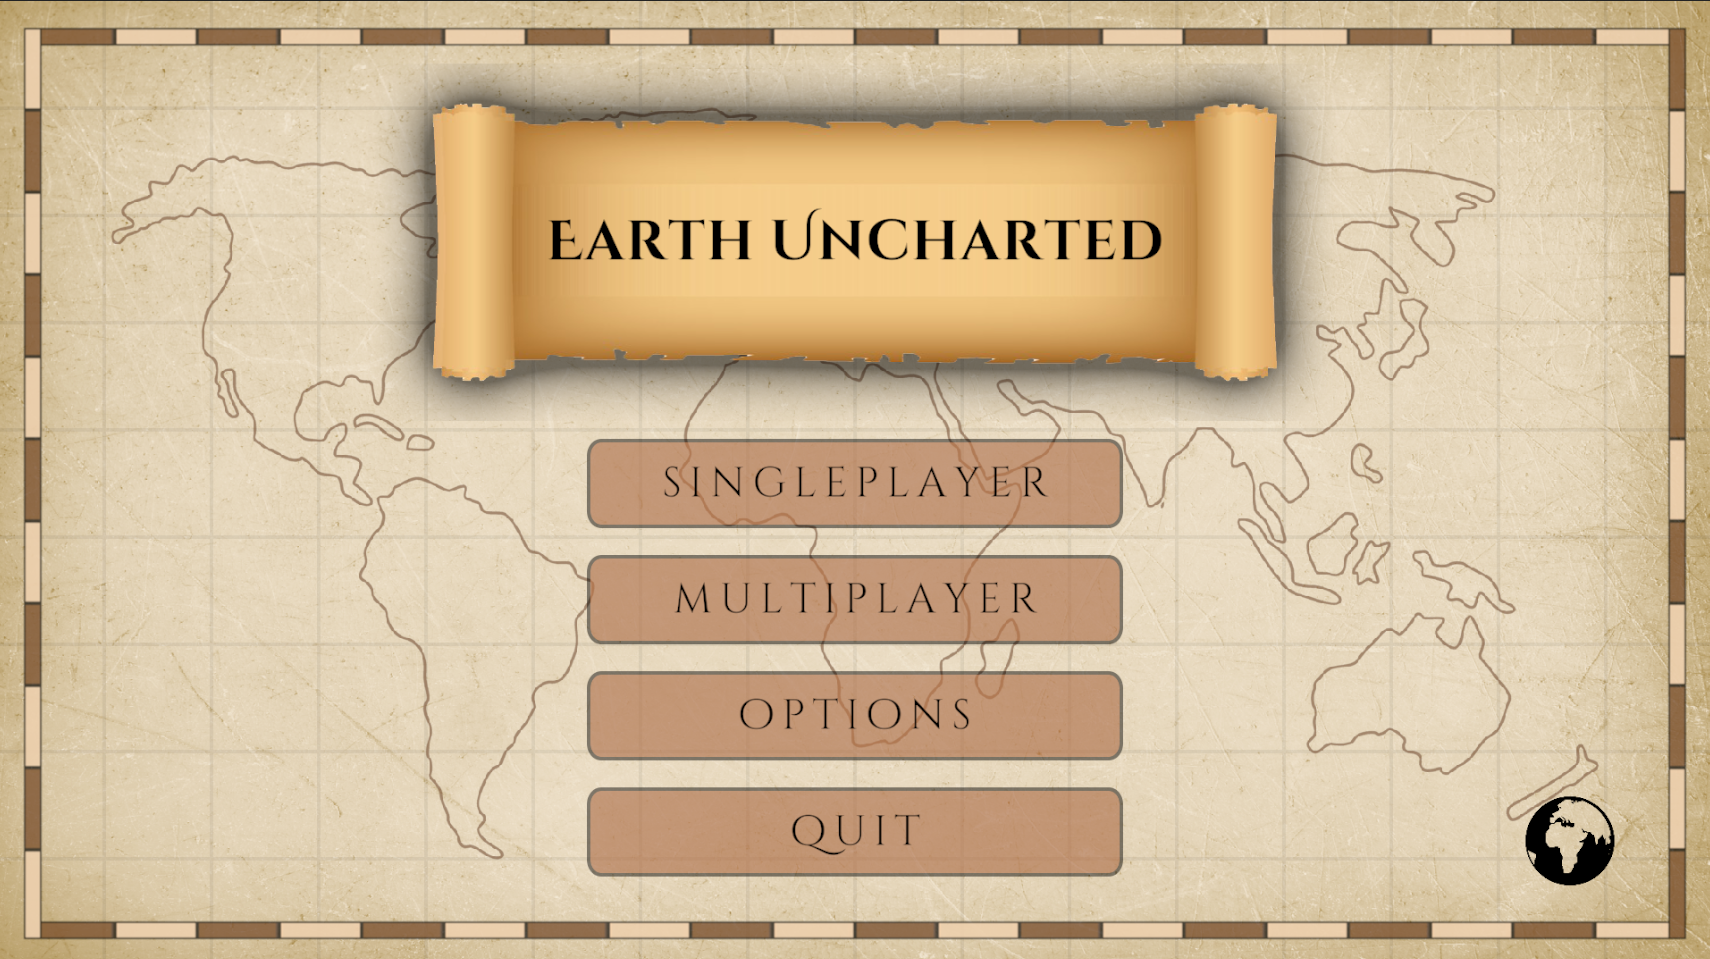 Earth Uncharted
SINGLEPLAYER
MULTIPLAYER
OPTIONS
QUIT